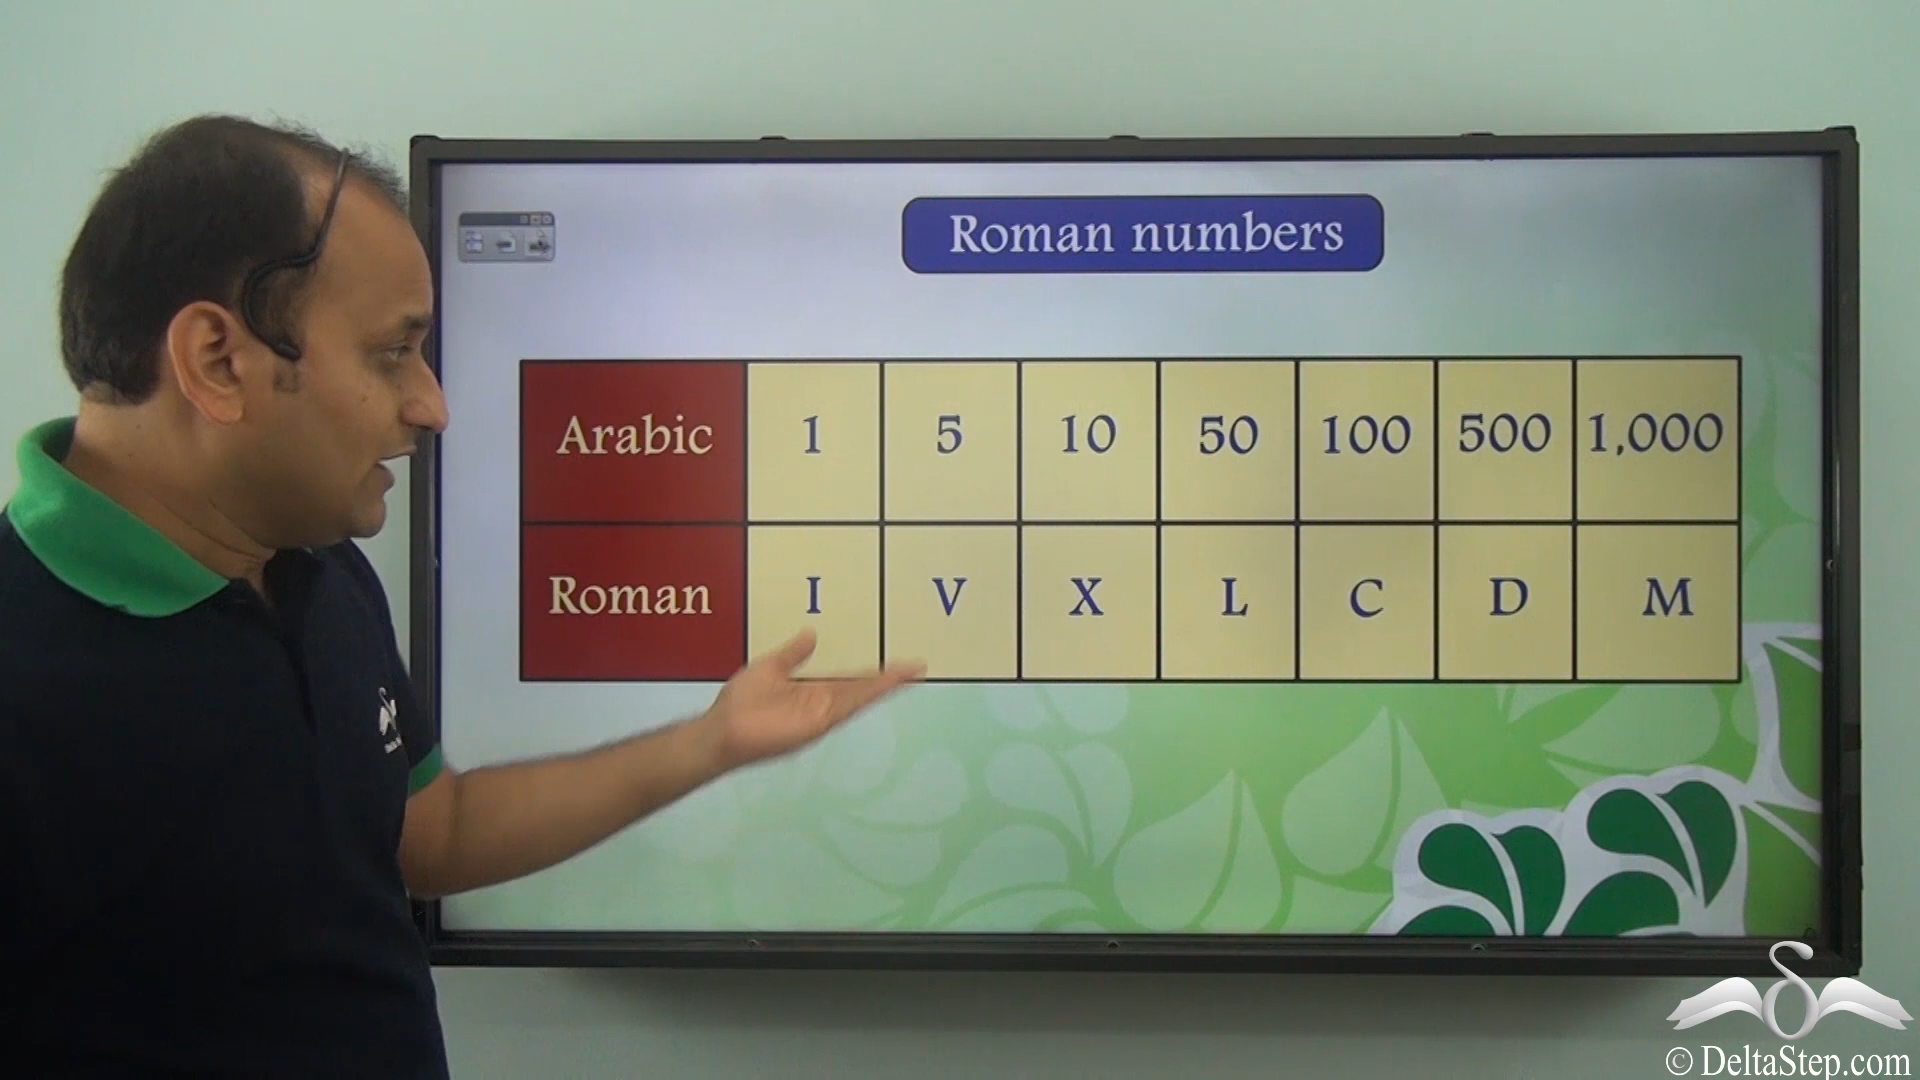 Roman numbers
Arabic 1 5 10 50 100 500 1,000
Roman I V X L C D M
© DeltaStep.com